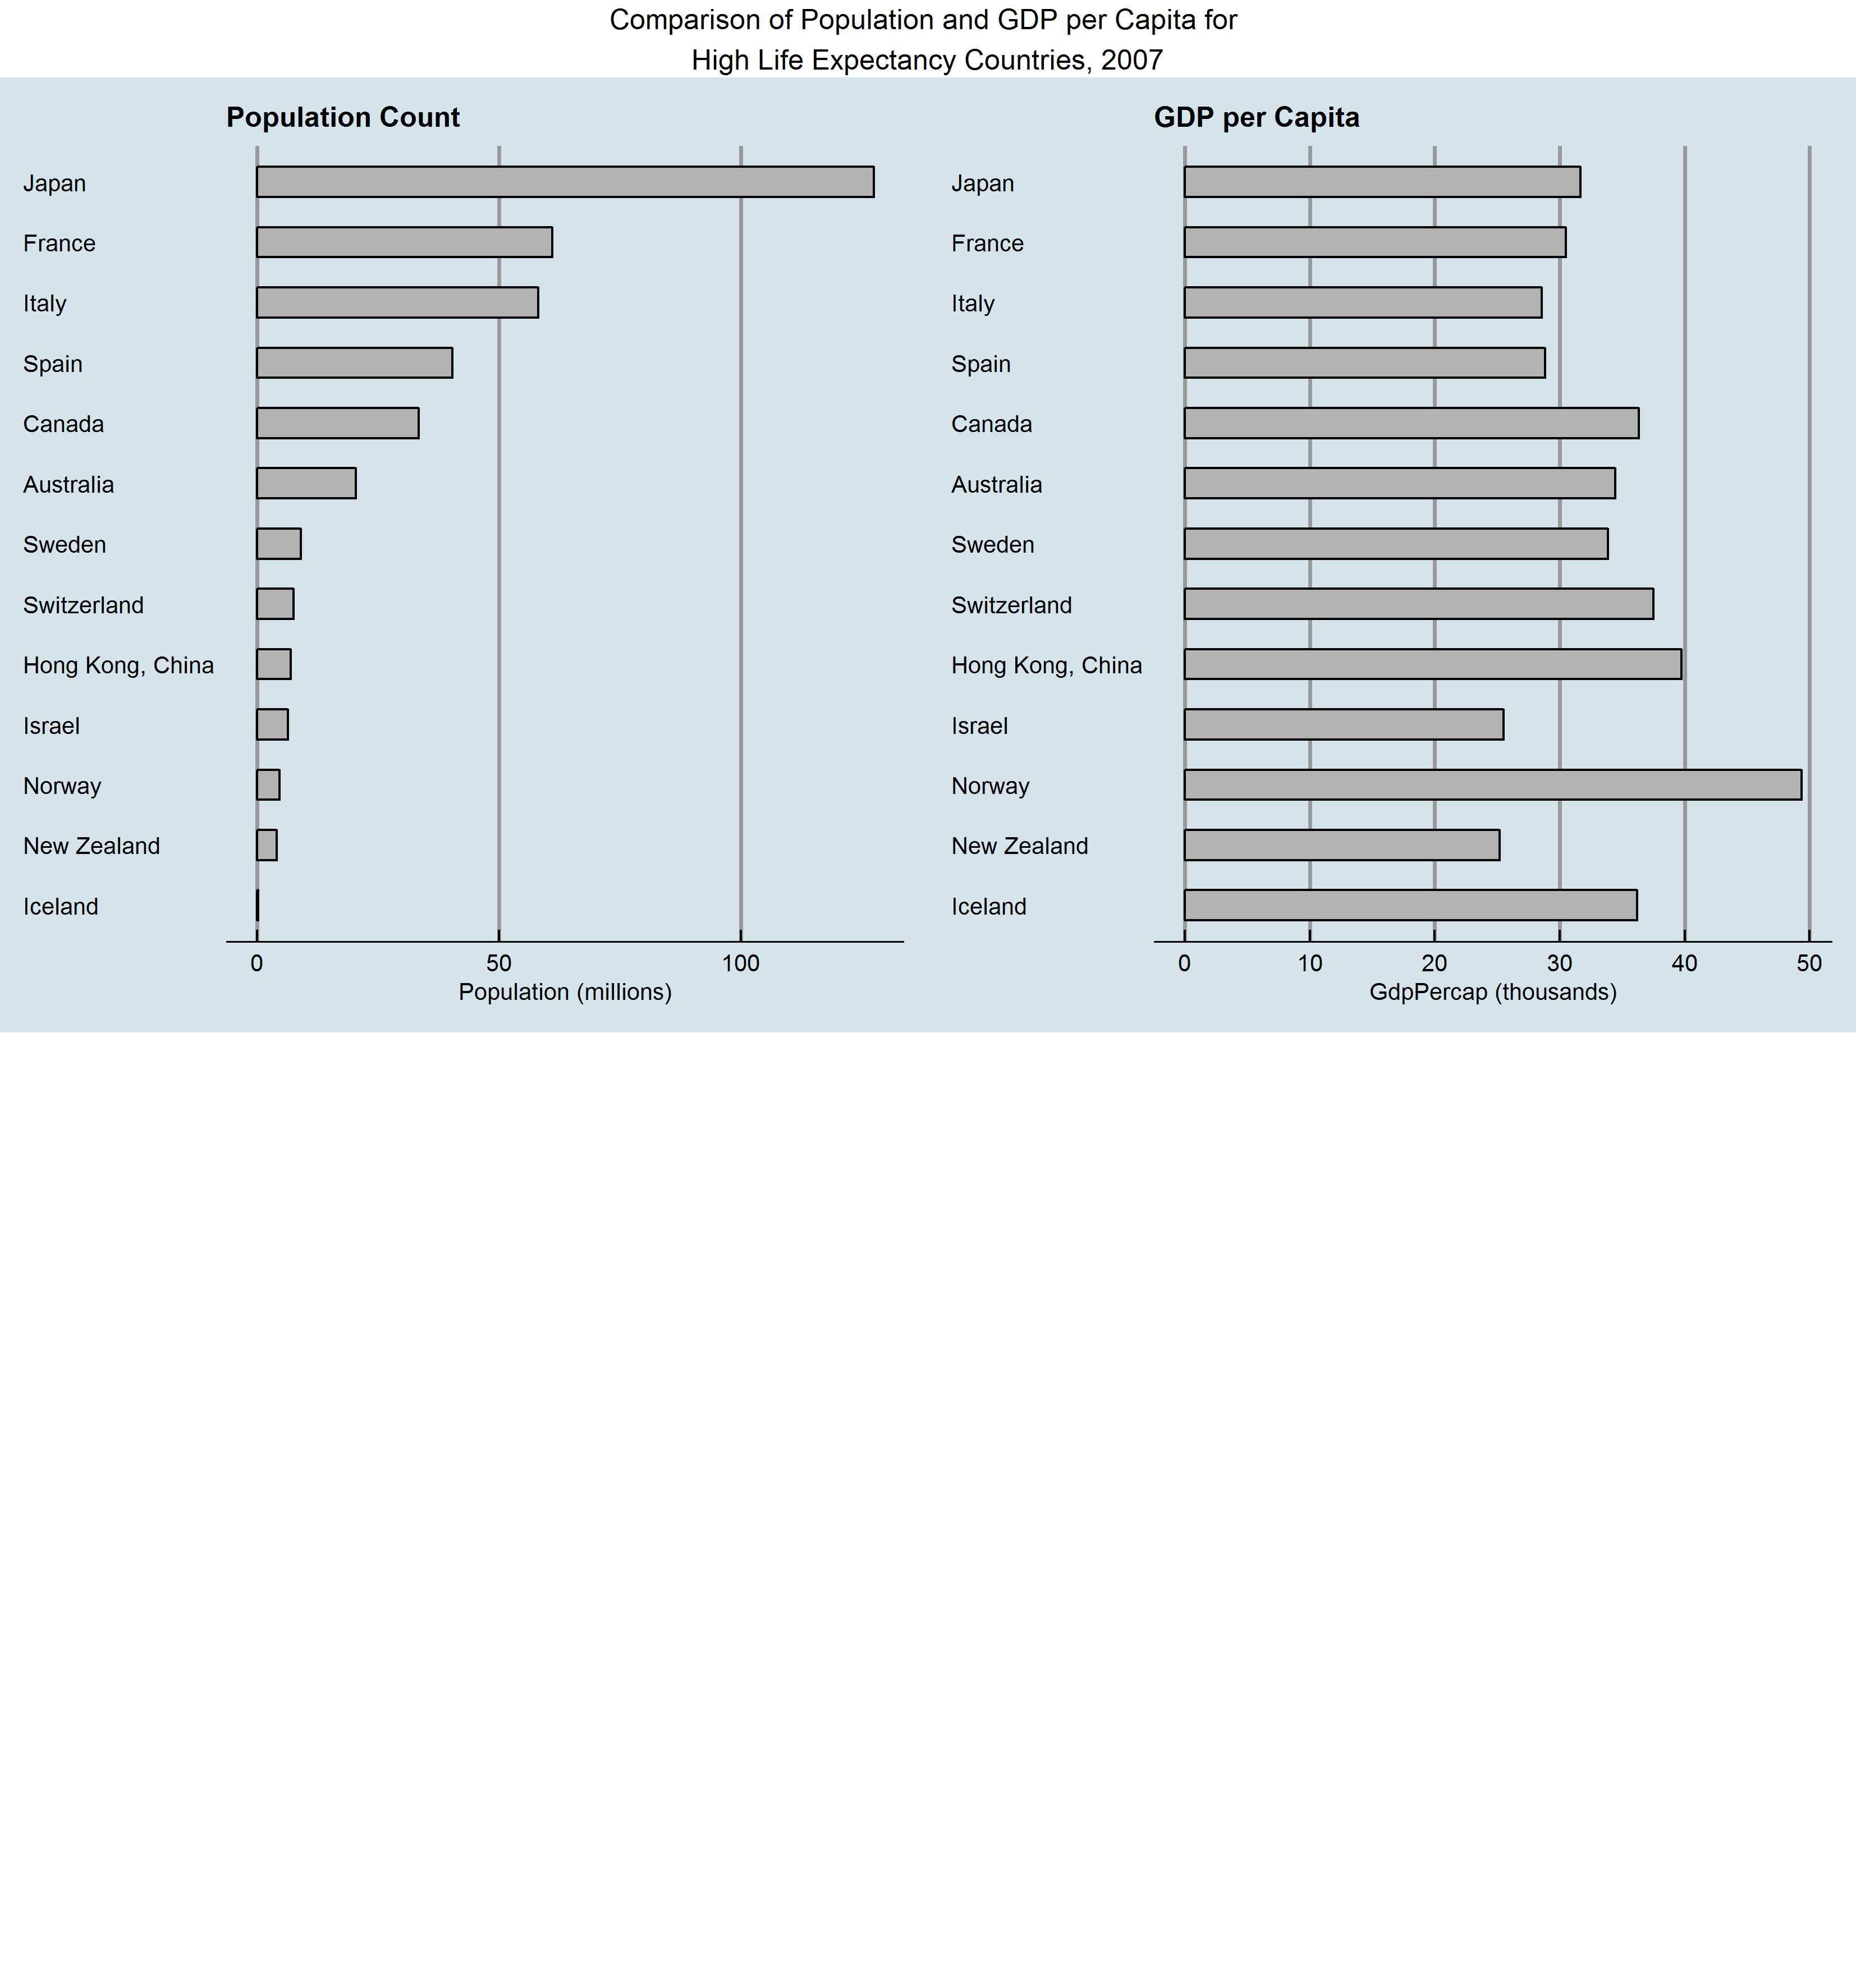 Comparison of Population and GDP per Capita for
High Life Expectancy Countries, 2007
Population Count
Japan
France
Italy
Spain
Canada
Australia
Sweden
Switzerland
Hong Kong, China
Israel
Norway
New Zealand
Iceland
0 50 100
Population (millions)
GDP per Capita
Japan
France
Italy
Spain
Canada
Australia
Sweden
Switzerland
Hong Kong, China
Israel
Norway
New Zealand
Iceland
0 10 20 30 40 50
GdpPercap (thousands)